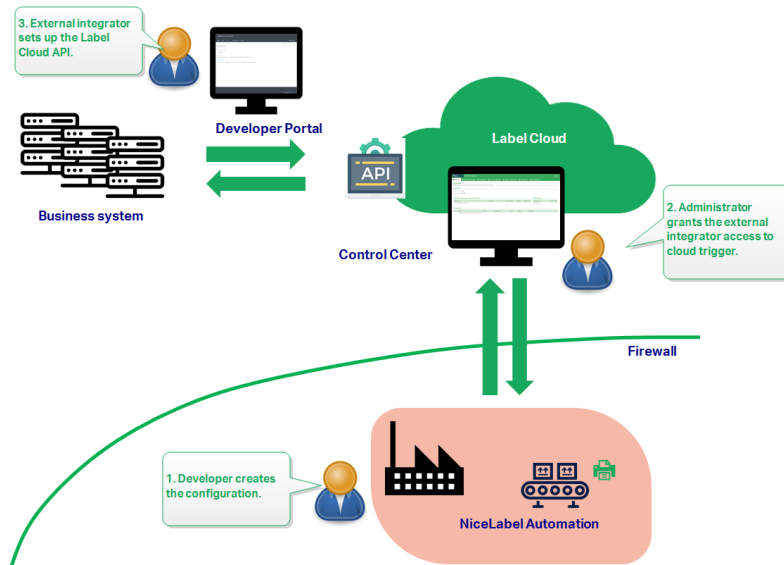 3. External integrator
sets up the Label
Cloud API.
Developer Portal
Label Cloud
API
Business system
Control Center
2. Administrator
grants the external
integrator access to
cloud trigger.
Firewall
1. Developer creates
the configuration.
NiceLabel Automation